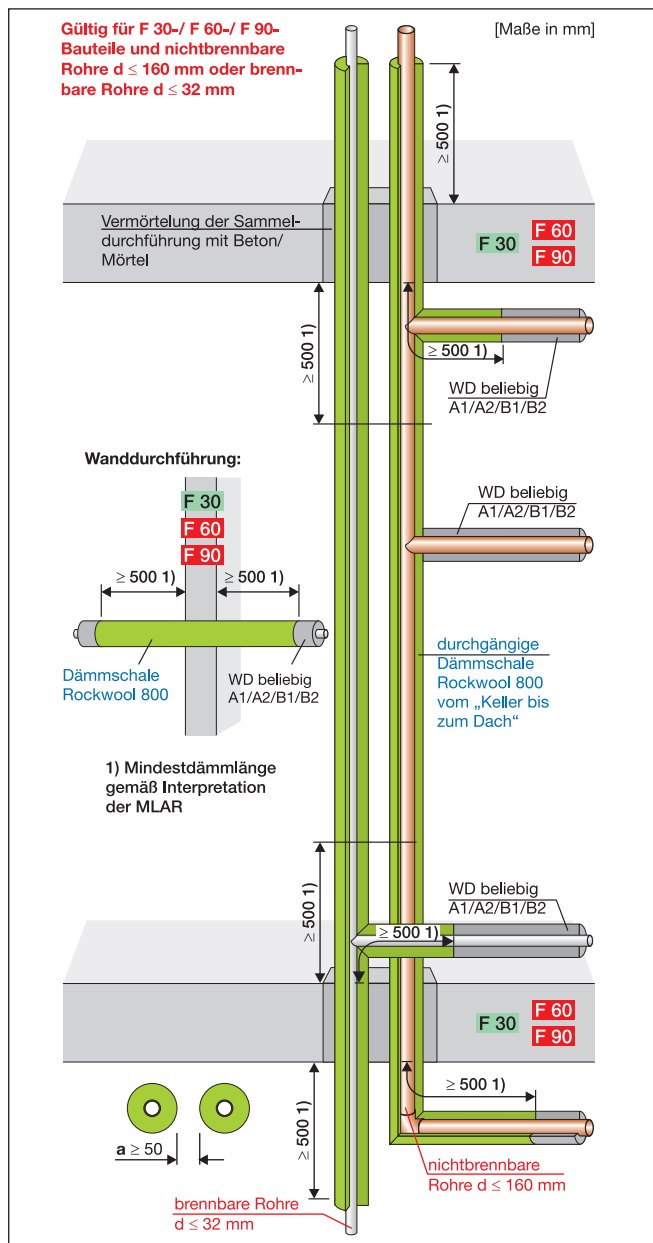 Gültig für F 30-/ F 60-/ F 90-
Bauteile und nichtbrennbare
Rohre d ≤ 160 mm oder brenn-
bare Rohre d ≤ 32 mm
[Maße in mm]
≥ 500 1)
Vermörtelung der Sammel-
durchführung mit Beton/
Mörtel
F 30
F 60
F 90
≥ 500 1)
≥ 500 1)
WD beliebig
A1/A2/B1/B2
Wanddurchführung:
F 30
F 60
F 90
≥ 500 1)
≥ 500 1)
Dämmschale
Rockwool 800
WD beliebig
A1/A2/B1/B2
WD beliebig
A1/A2/B1/B2
durchgängige
Dämmschale
Rockwool 800
vom „Keller bis
zum Dach“
1) Mindestdämmlänge
gemäß Interpretation
der MLAR
≥ 500 1)
WD beliebig
A1/A2/B1/B2
≥ 500 1)
F 30
F 60
F 90
≥ 500 1)
≥ 500 1)
a ≥ 50
nichtbrennbare
Rohre d ≤ 160 mm
brennbare Rohre
d ≤ 32 mm